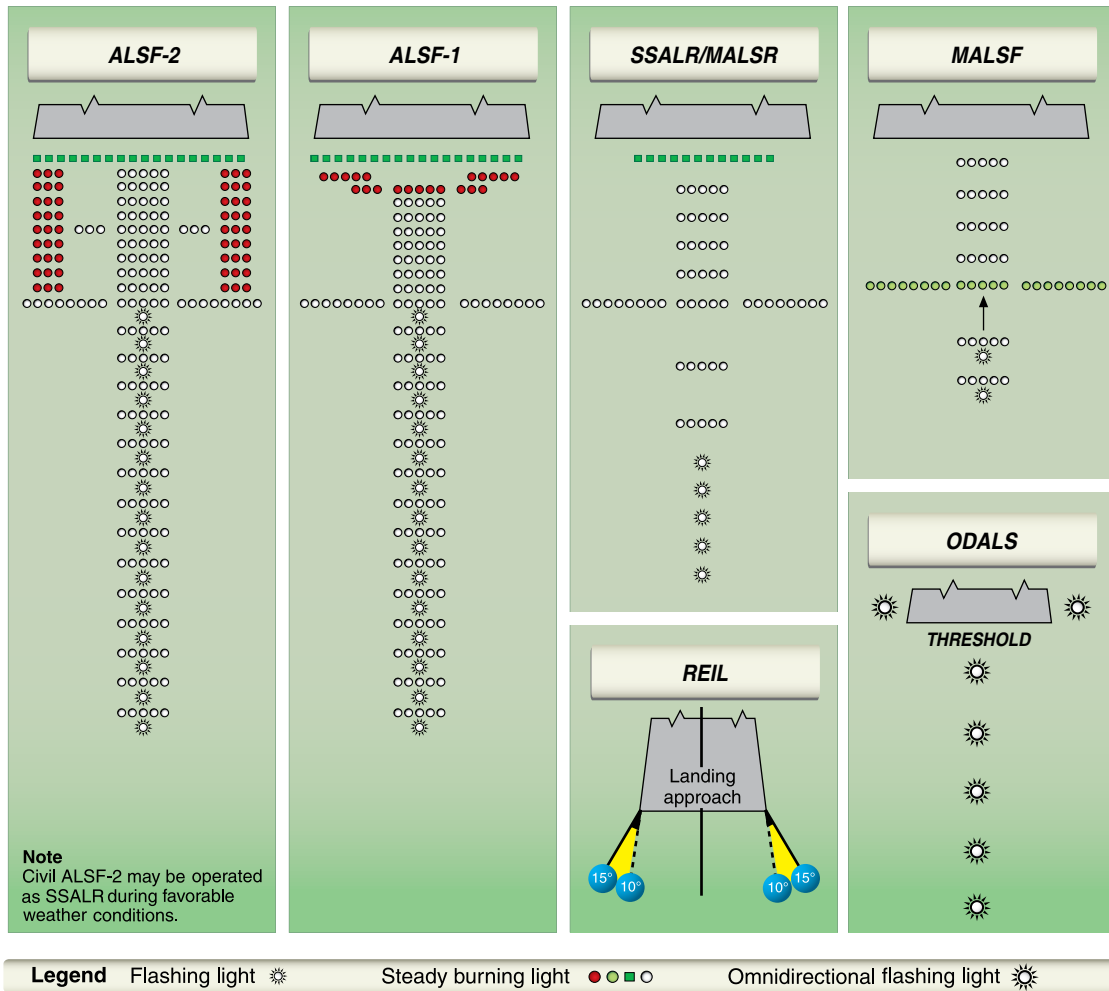 ALSF-2
ALSF-1
SSALR/MALSR
MALSF
Note
Civil ALSF-2 may be operated
as SSALR during favorable
weather conditions.
REIL
Landing
approach
15°
10°
10°
15°
ODALS
THRESHOLD
Legend Flashing light Steady burning light Omnidirectional flashing light